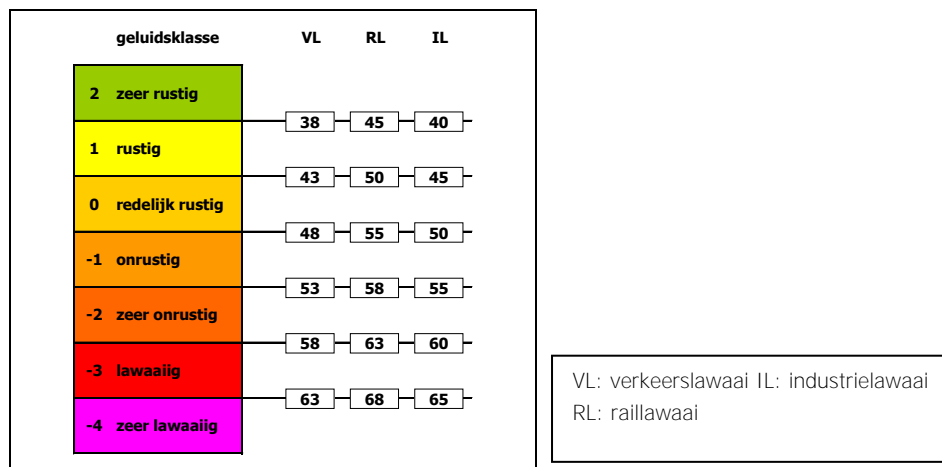 geluidsklasse VL RL IL
2 zeer rustig
38 45 40
1 rustig
43 50 45
0 redelijk rustig
48 55 50
-1 onrustig
53 58 55
-2 zeer onrustig
58 63 60
-3 lawaaiig
63 68 65
-4 zeer lawaaiig
VL: verkeerslawaai IL: industrielawaai
RL: raillawaai